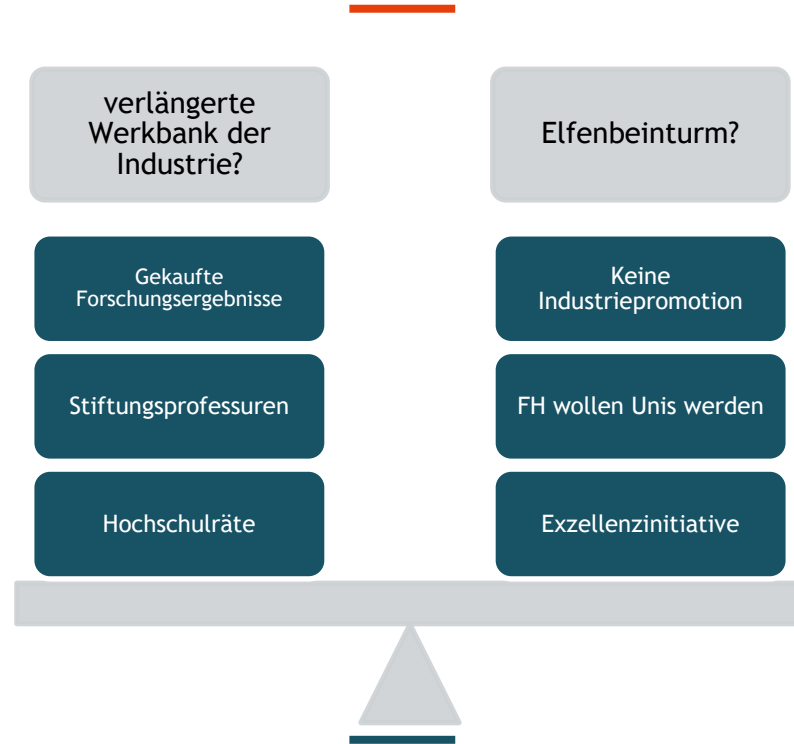 verlängerte
Werkbank der
Industrie?
Elfenbeinturm?
Gekaufte
Forschungsergebnisse
Keine
Industriepromotion
Stiftungsprofessuren
FH wollen Unis werden
Hochschulräte
Exzellenzinitiative